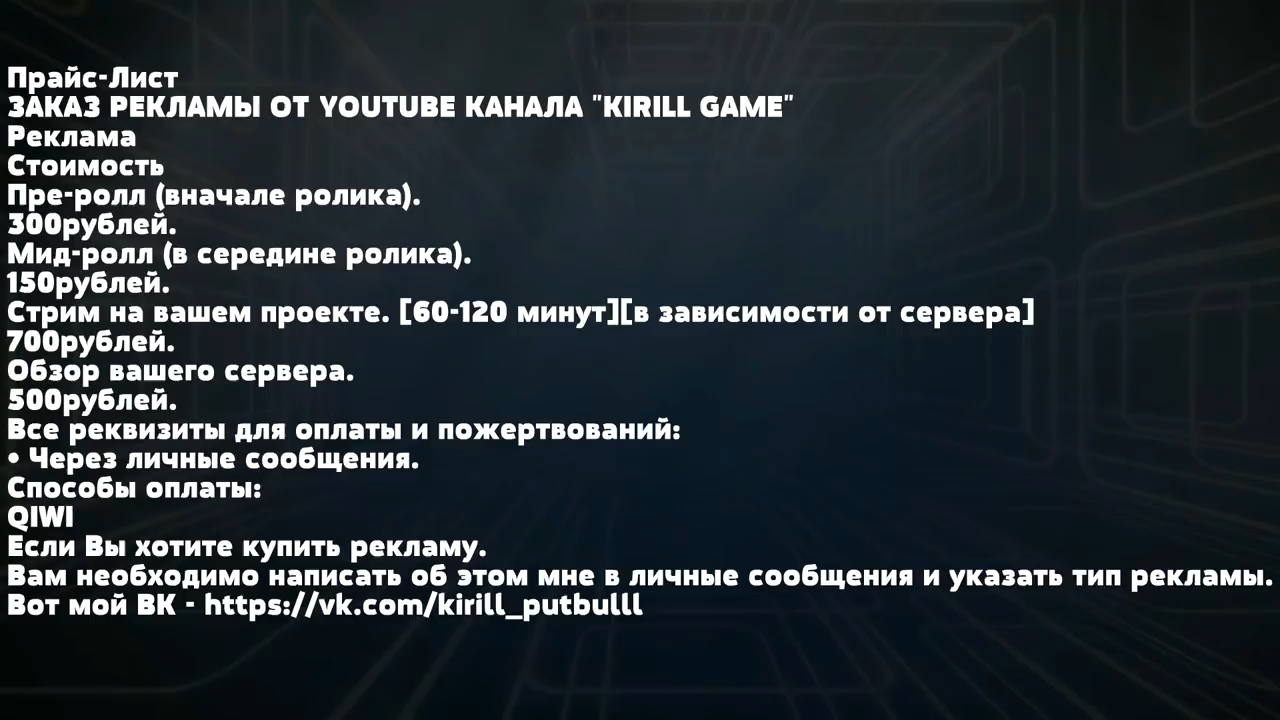 Прайс-Лист
ЗАКАЗ РЕКЛАМЫ ОТ YOUTUBE КАНАЛА "KIRILL GAME"
Реклама
Стоимость
Пре-ролл (вначале ролика).
300рублей.
Мид-ролл (в середине ролика).
150рублей.
Стрим на вашем проекте. [60-120 минут][в зависимости от сервера]
700рублей.
Обзор вашего сервера.
500рублей.
Все реквизиты для оплаты и пожертвований:
• Через личные сообщения.
Способы оплаты:
QIWI
Если Вы хотите купить рекламу.
Вам необходимо написать об этом мне в личные сообщения и указать тип рекламы.
Вот мой ВК - https://vk.com/kirill_putbulll